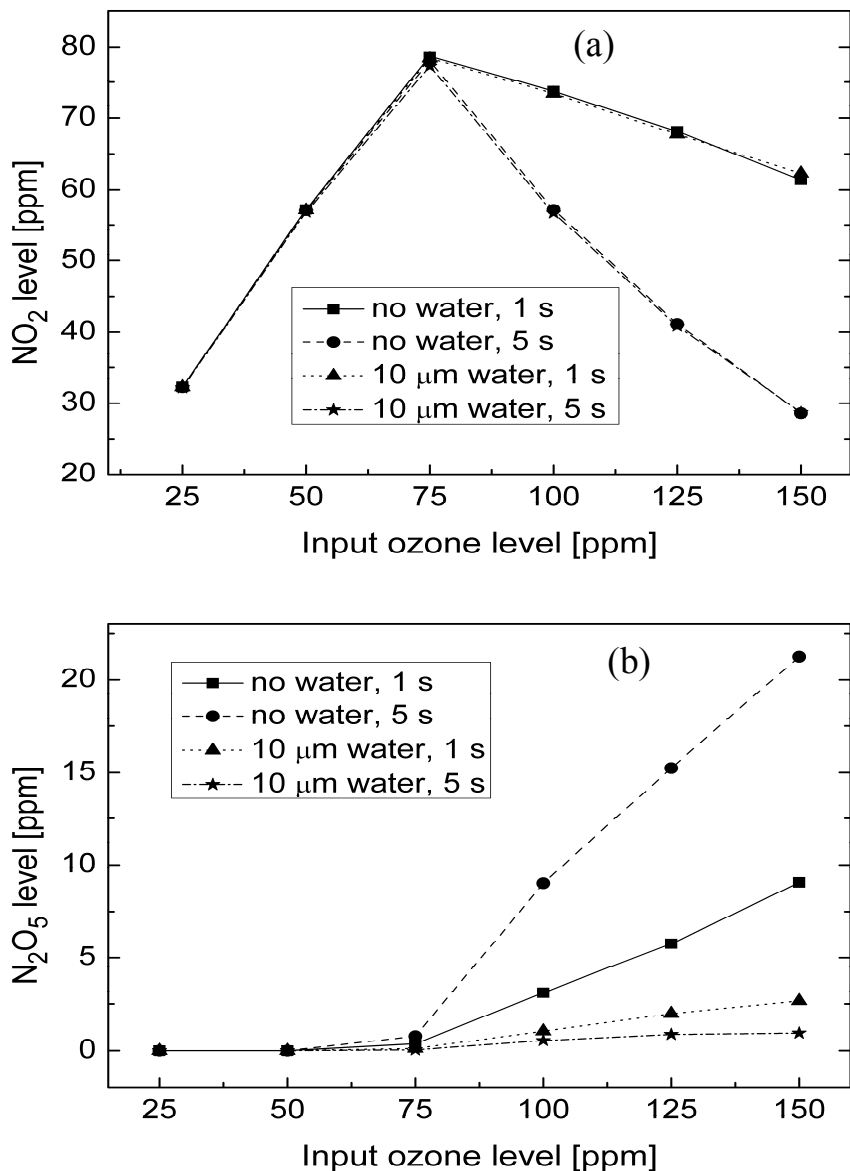 (a)
80
70
60
50
40
30
20
NO₂ level [ppm]
no water, 1 s
no water, 5 s
10 μm water, 1 s
10 μm water, 5 s
25 50 75 100 125 150
Input ozone level [ppm]
(b)
20
15
10
5
0
N₂O₅ level [ppm]
no water, 1 s
no water, 5 s
10 μm water, 1 s
10 μm water, 5 s
25 50 75 100 125 150
Input ozone level [ppm]